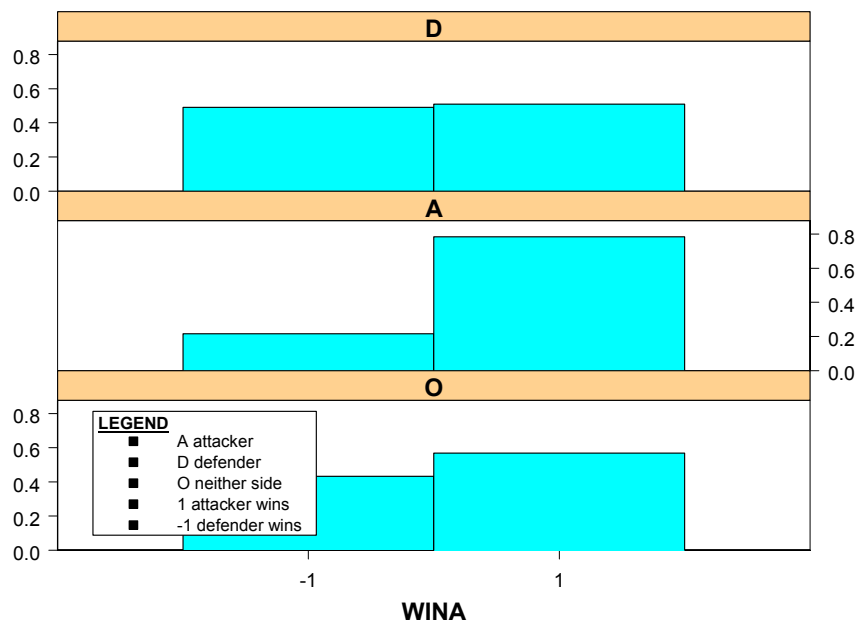 D
0.8
0.6
0.4
0.2
0.0
A
0.8
0.6
0.4
0.2
0.0
O
0.8
0.6
0.4
0.2
0.0
LEGEND
A attacker
D defender
O neither side
1 attacker wins
-1 defender wins
-1 1
WINA